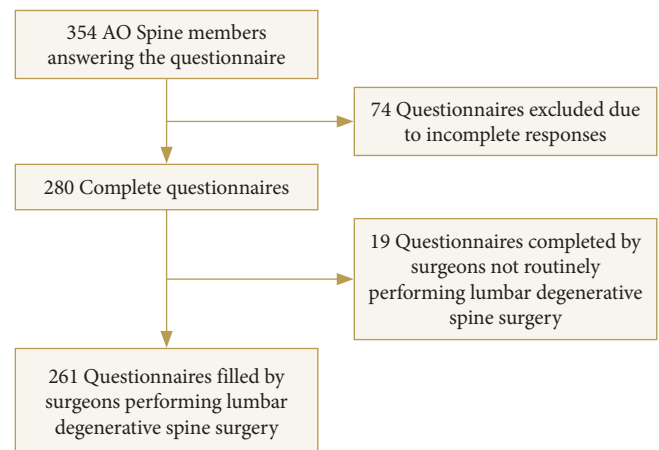 354 AO Spine members
answering the questionnaire
74 Questionnaires excluded due
to incomplete responses
280 Complete questionnaires
19 Questionnaires completed by
surgeons not routinely
performing lumbar degenerative
spine surgery
261 Questionnaires filled by
surgeons performing lumbar
degenerative spine surgery